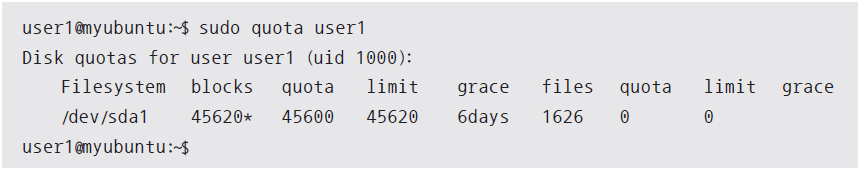 user1@myubuntu:~$ sudo quota user1
Disk quotas for user user1 (uid 1000):
Filesystem blocks quota limit grace files quota limit grace
/dev/sda1 45620* 45600 45620 6days 1626 0 0
user1@myubuntu:~$